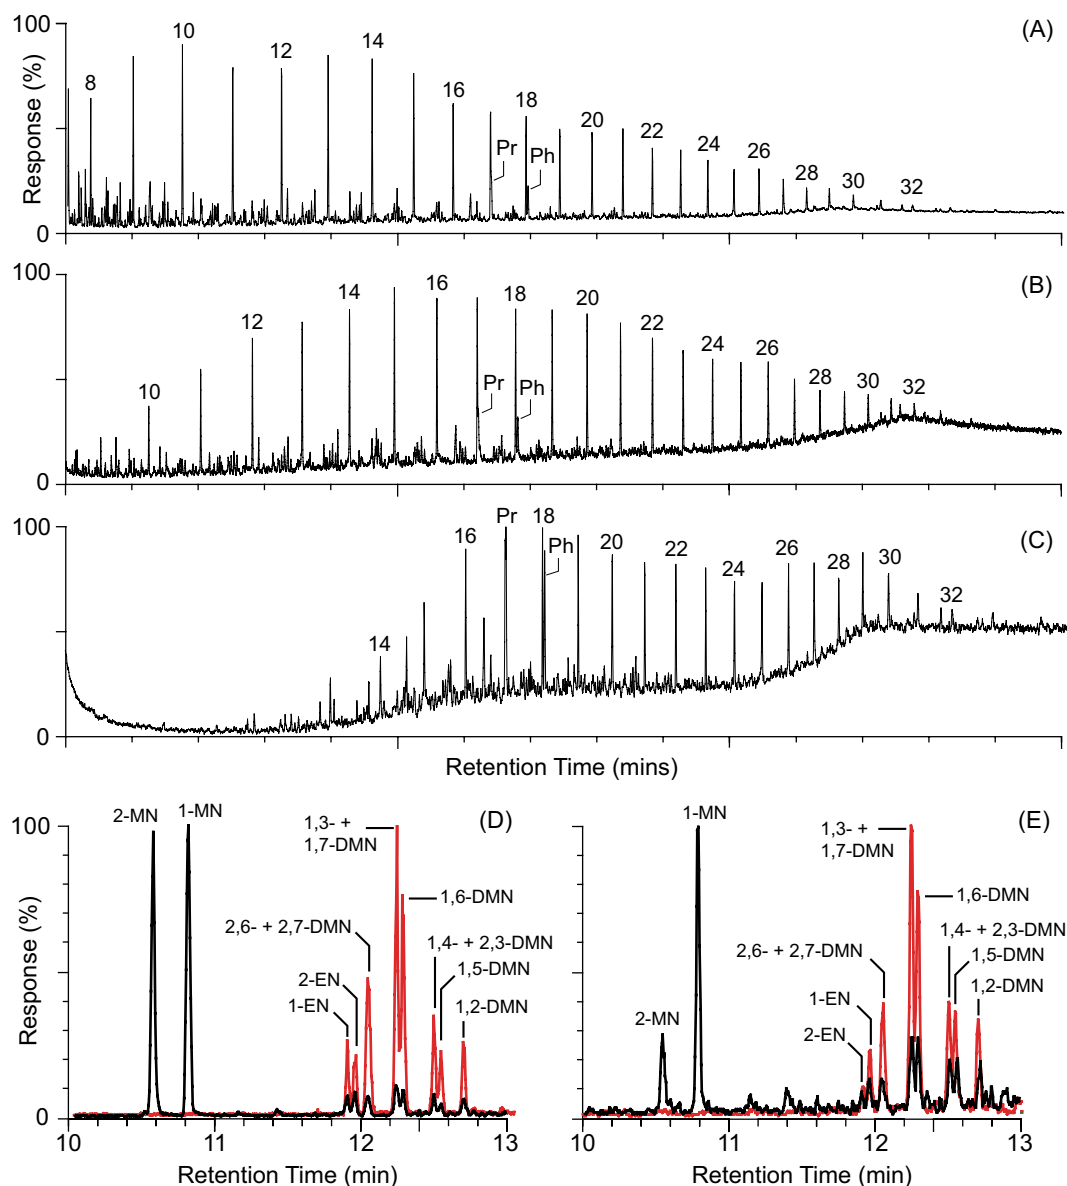 100
(A)
Response (%)
0
8
10
12
14
16
18
20
22
24
26
28
30
32
Pr
Ph
100
(B)
0
10
12
14
16
18
20
22
24
26
28
30
32
Pr
Ph
100
(C)
0
14
16
Pr
18
Ph
20
22
24
26
28
30
32
Retention Time (mins)
(D)
100
0
Response (%)
2-MN
1-MN
1,3- +
1,7-DMN
1,6-DMN
2,6- + 2,7-DMN
1,4- + 2,3-DMN
1,5-DMN
2-EN
1-EN
1,2-DMN
10
11
12
13
Retention Time (min)
(E)
100
0
1-MN
1,3- +
1,7-DMN
1,6-DMN
1,4- + 2,3-DMN
2,6- + 2,7-DMN
1,5-DMN
1-EN
1,2-DMN
2-MN
2-EN
10
11
12
13
Retention Time (min)